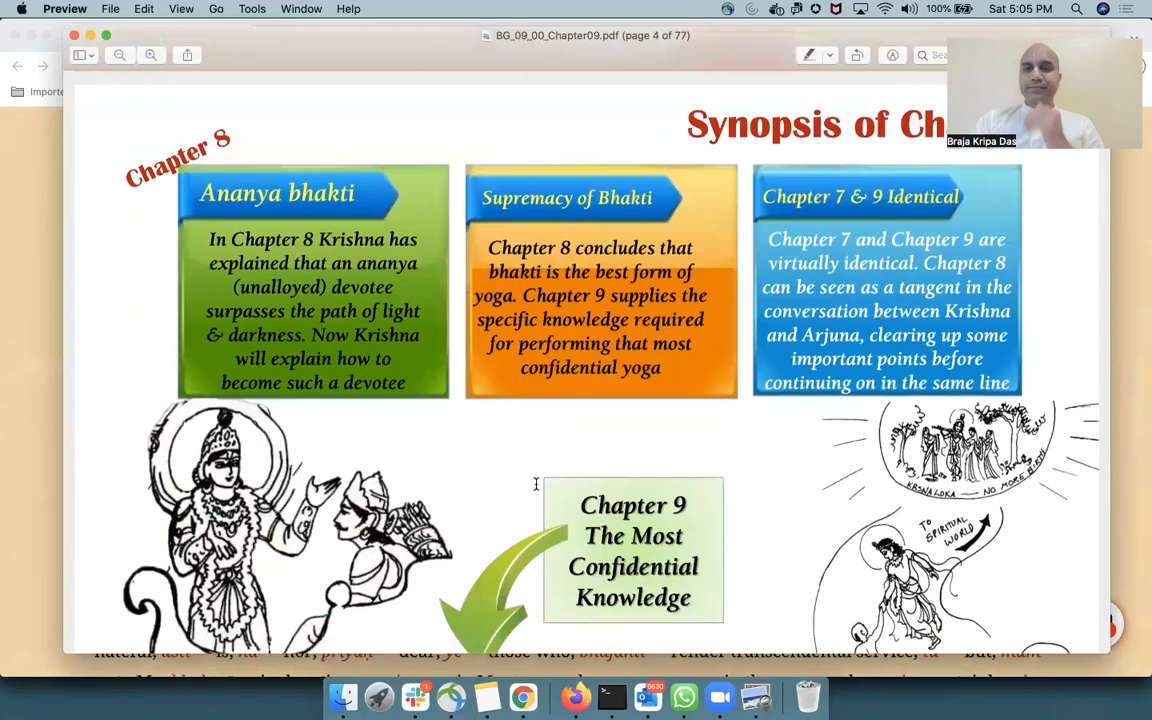 Preview File Edit View Go Tools Window Help 100% Sat 5:05 PM
BG_09_00_Chapter09.pdf (page 4 of 77)
Sea
Importe
Braja Kripa Das
Synopsis of Ch
Chapter 8
Ananya bhakti
In Chapter 8 Krishna has
explained that an ananya
(unalloyed) devotee
surpasses the path of light
& darkness. Now Krishna
will explain how to
become such a devotee
Supremacy of Bhakti
Chapter 8 concludes that
bhakti is the best form of
yoga. Chapter 9 supplies the
specific knowledge required
for performing that most
confidential yoga
Chapter 7 & 9 Identical
Chapter 7 and Chapter 9 are
virtually identical. Chapter 8
can be seen as a tangent in the
conversation between Krishna
and Arjuna, clearing up some
important points before
continuing on in the same line
KRSNALOKA — NO MORE BIRTH
TO
SPIRITUAL
WORLD
Chapter 9
The Most
Confidential
Knowledge
1
5630